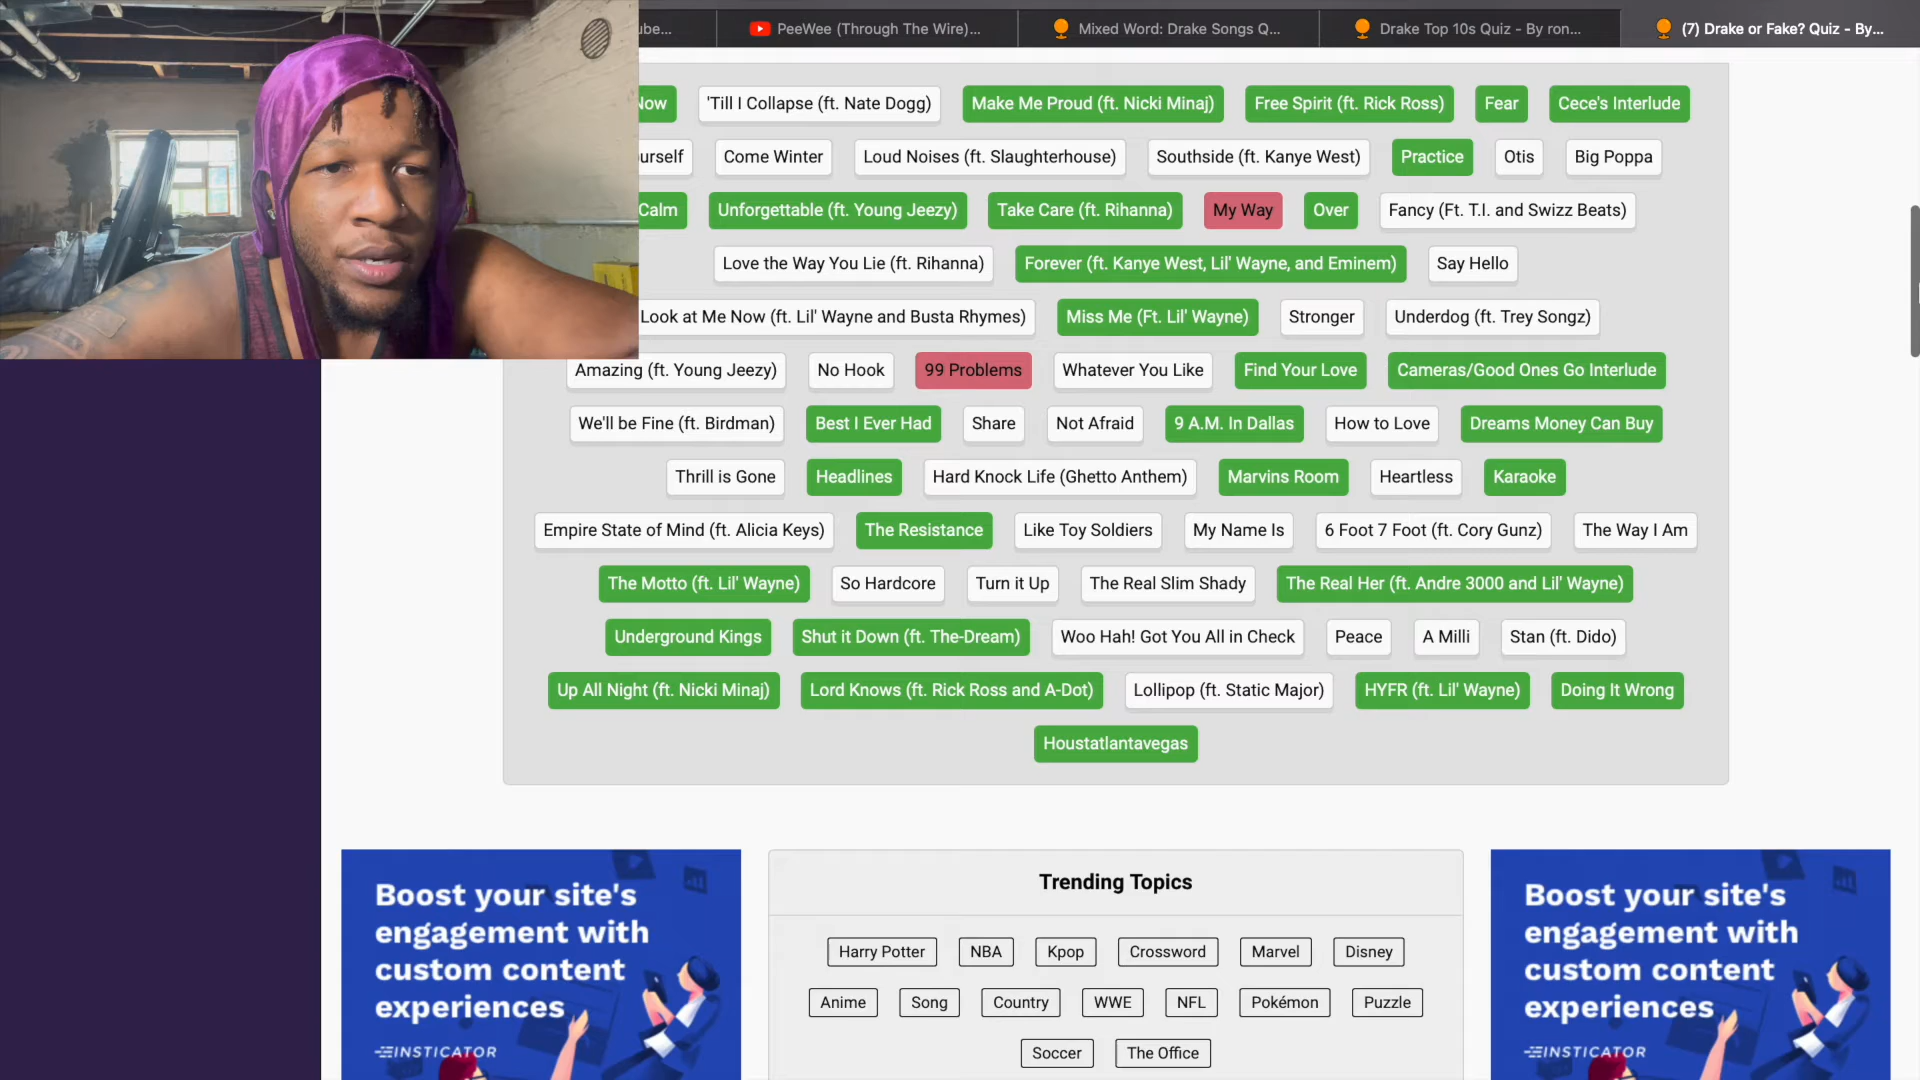 ube...
PeeWee (Through The Wire)...
Mixed Word: Drake Songs Q...
Drake Top 10s Quiz - By ron...
(7) Drake or Fake? Quiz - By...
Now 'Till I Collapse (ft. Nate Dogg) Make Me Proud (ft. Nicki Minaj) Free Spirit (ft. Rick Ross) Fear Cece's Interlude
urself Come Winter Loud Noises (ft. Slaughterhouse) Southside (ft. Kanye West) Practice Otis Big Poppa
Calm Unforgettable (ft. Young Jeezy) Take Care (ft. Rihanna) My Way Over Fancy (Ft. T.I. and Swizz Beats)
Love the Way You Lie (ft. Rihanna) Forever (ft. Kanye West, Lil' Wayne, and Eminem) Say Hello
Look at Me Now (ft. Lil' Wayne and Busta Rhymes) Miss Me (Ft. Lil' Wayne) Stronger Underdog (ft. Trey Songz)
Amazing (ft. Young Jeezy) No Hook 99 Problems Whatever You Like Find Your Love Cameras/Good Ones Go Interlude
We'll be Fine (ft. Birdman) Best I Ever Had Share Not Afraid 9 A.M. In Dallas How to Love Dreams Money Can Buy
Thrill is Gone Headlines Hard Knock Life (Ghetto Anthem) Marvins Room Heartless Karaoke
Empire State of Mind (ft. Alicia Keys) The Resistance Like Toy Soldiers My Name Is 6 Foot 7 Foot (ft. Cory Gunz) The Way I Am
The Motto (ft. Lil' Wayne) So Hardcore Turn it Up The Real Slim Shady The Real Her (ft. Andre 3000 and Lil' Wayne)
Underground Kings Shut it Down (ft. The-Dream) Woo Hah! Got You All in Check Peace A Milli Stan (ft. Dido)
Up All Night (ft. Nicki Minaj) Lord Knows (ft. Rick Ross and A-Dot) Lollipop (ft. Static Major) HYFR (ft. Lil' Wayne) Doing It Wrong
Houstatlantavegas
Boost your site's
engagement with
custom content
experiences
INSTICATOR
Trending Topics
Harry Potter NBA Kpop Crossword Marvel Disney
Anime Song Country WWE NFL Pokémon Puzzle
Soccer The Office
Boost your site's
engagement with
custom content
experiences
INSTICATOR